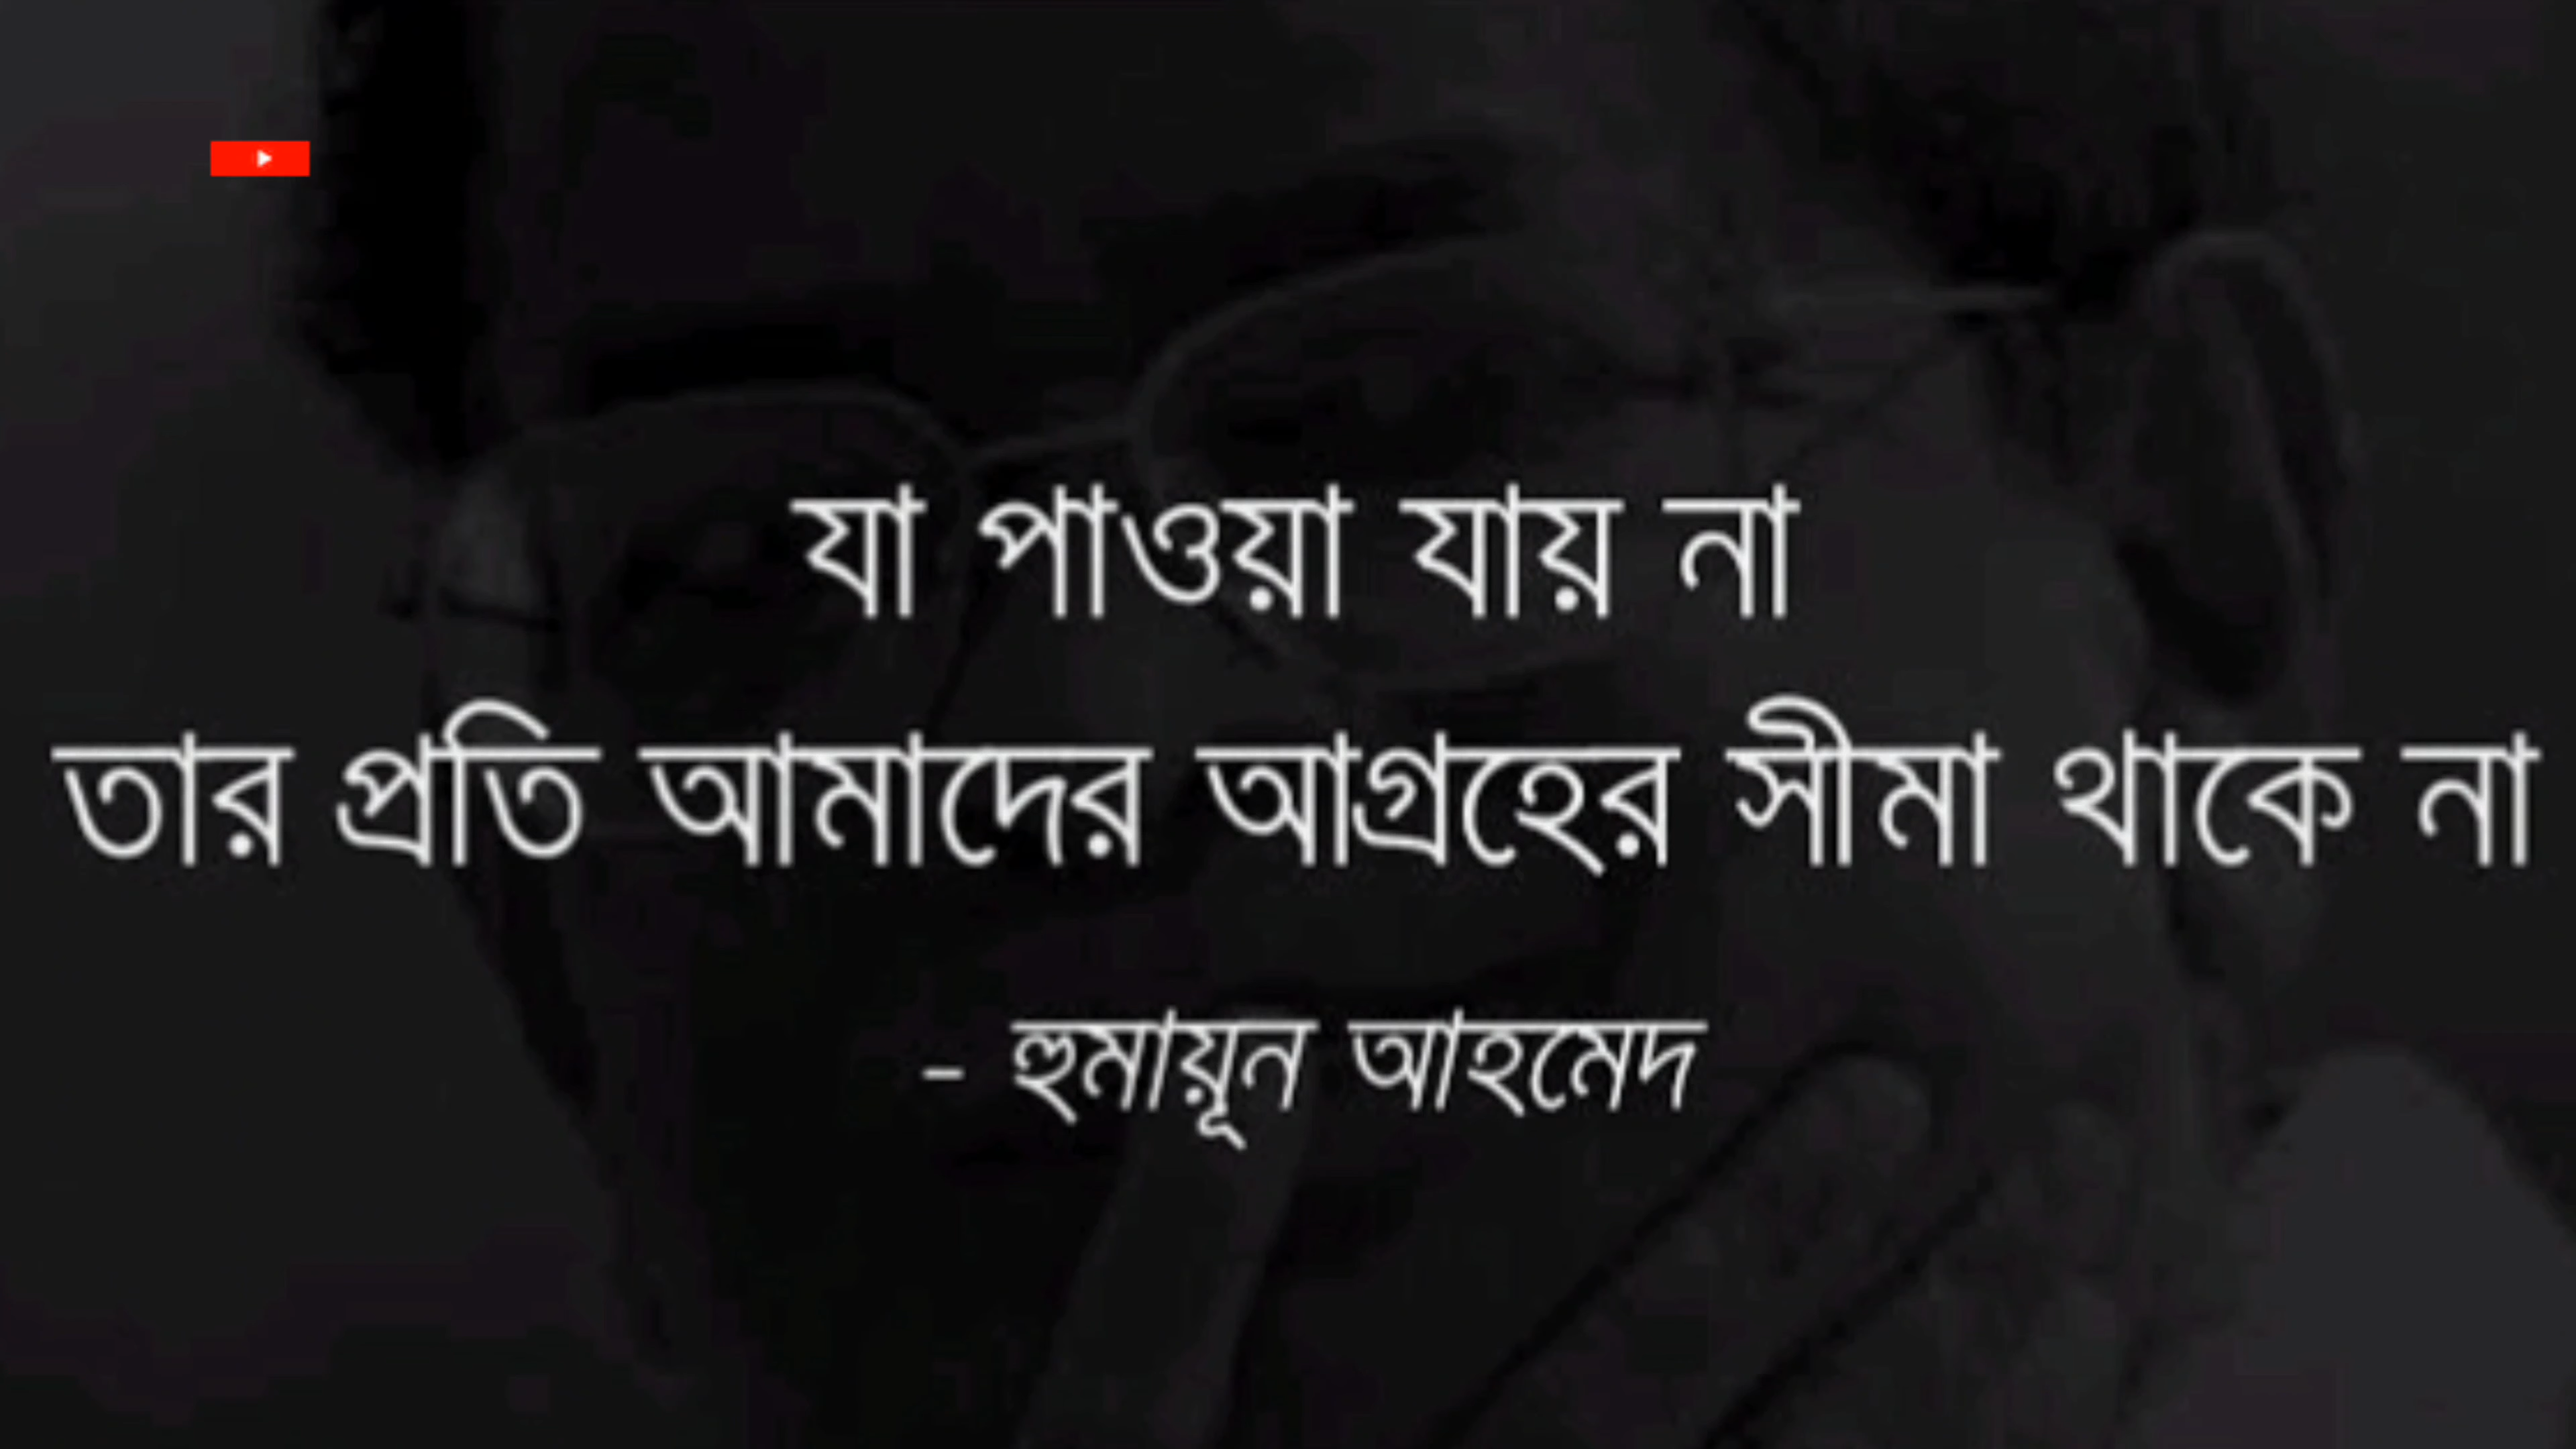 যা পাওয়া যায় না
তার প্রতি আমাদের আগ্রহের সীমা থাকে না
- হুমায়ূন আহমেদ